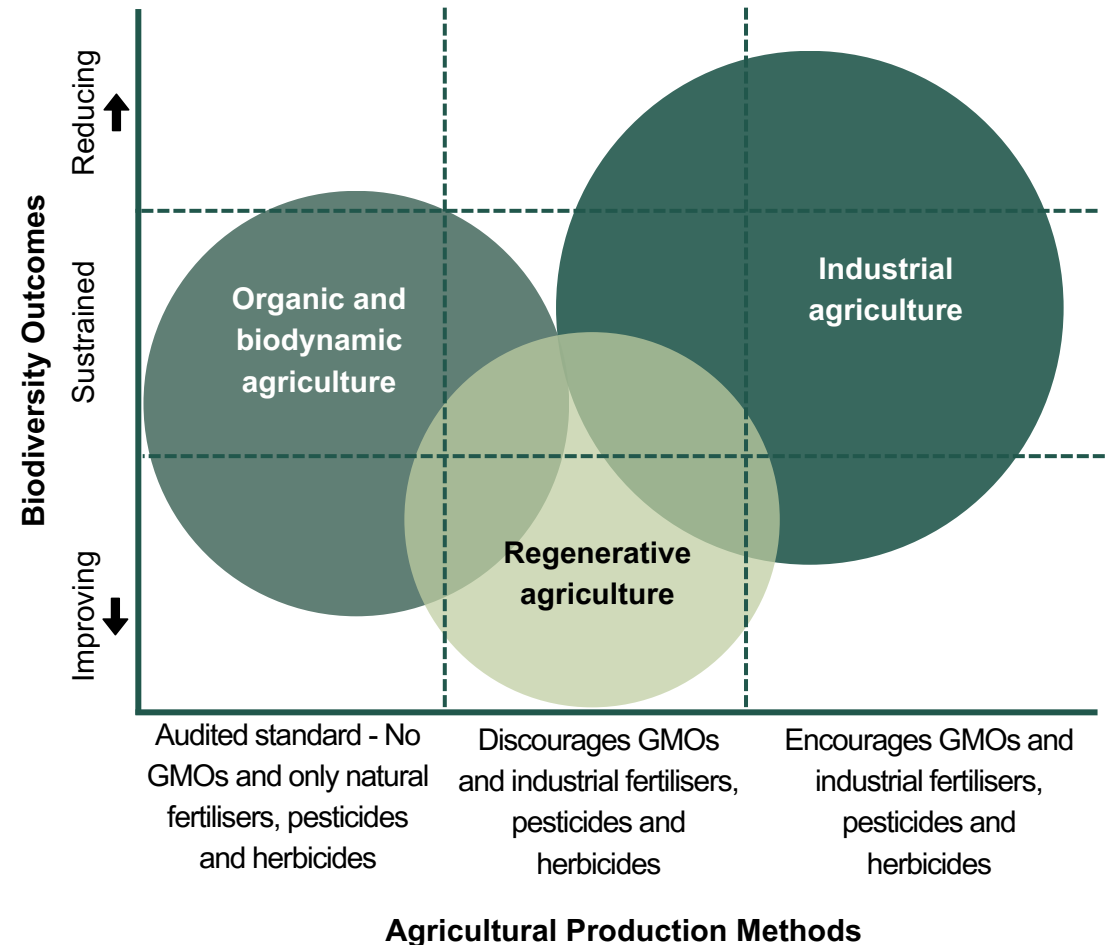 Biodiversity Outcomes
Reducing
Sustrained
Improving
Organic and
biodynamic
agriculture
Industrial
agriculture
Regenerative
agriculture
Audited standard - No
GMOs and only natural
fertilisers, pesticides
and herbicides
Discourages GMOs
and industrial fertilisers,
pesticides and
herbicides
Encourages GMOs and
industrial fertilisers,
pesticides and
herbicides
Agricultural Production Methods